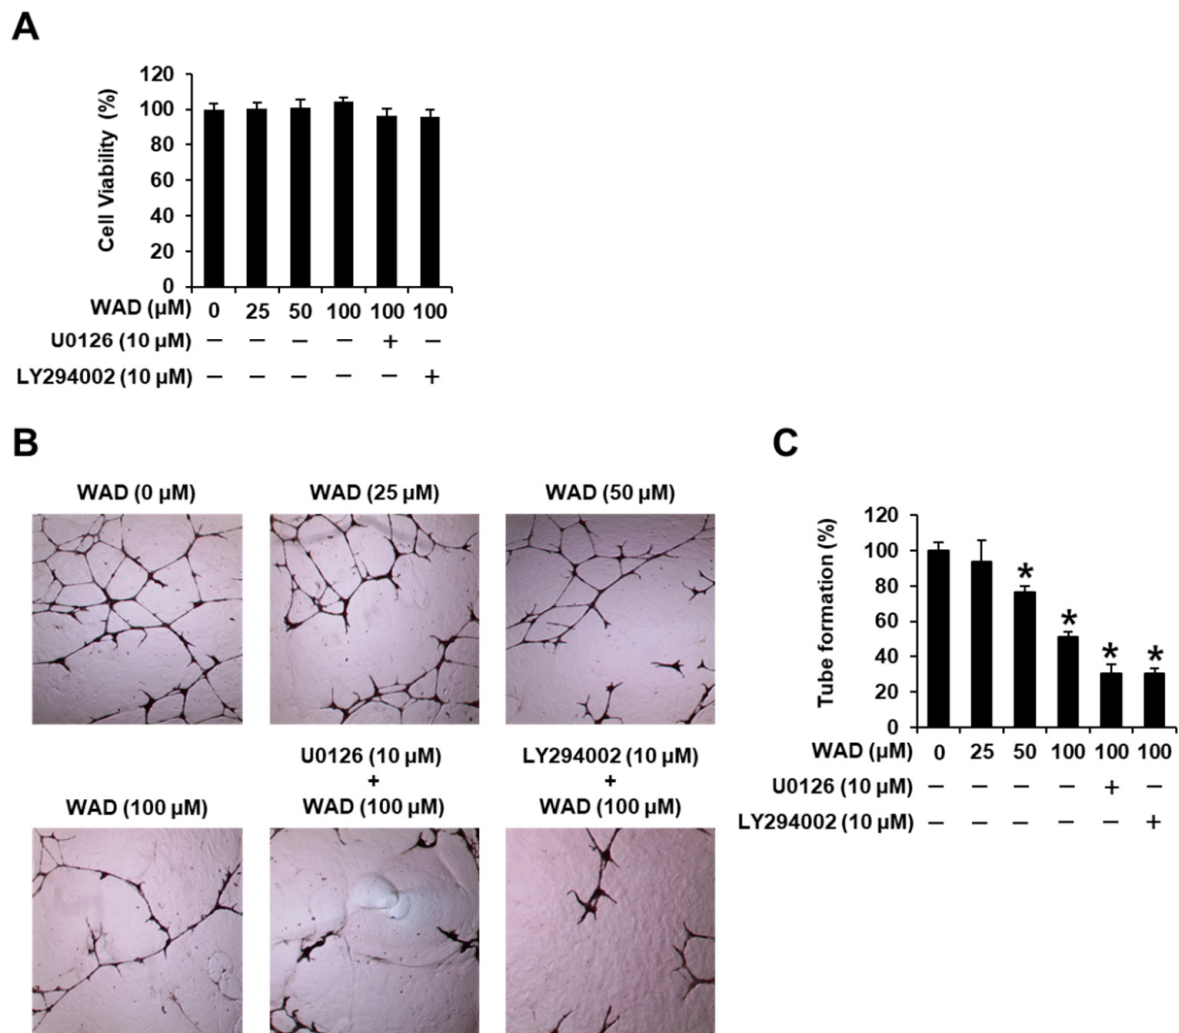 A
Cell Viability (%)
120
100
80
60
40
20
0
WAD (µM) 0 25 50 100 100 100
U0126 (10 µM) – – – – + –
LY294002 (10 µM) – – – – – +
B
WAD (0 µM) WAD (25 µM) WAD (50 µM)
WAD (100 µM)
U0126 (10 µM)
+
WAD (100 µM)
LY294002 (10 µM)
+
WAD (100 µM)
C
Tube formation (%)
120
100
80
60
40
20
0
* * * *
WAD (µM) 0 25 50 100 100 100
U0126 (10 µM) – – – – + –
LY294002 (10 µM) – – – – – +